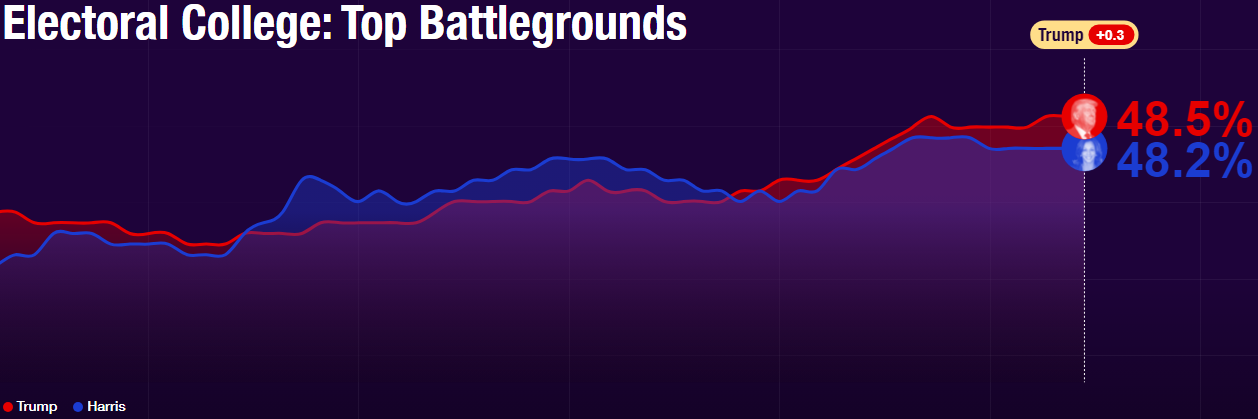 Electoral College: Top Battlegrounds
Trump +0.3
48.5%
48.2%
Trump Harris